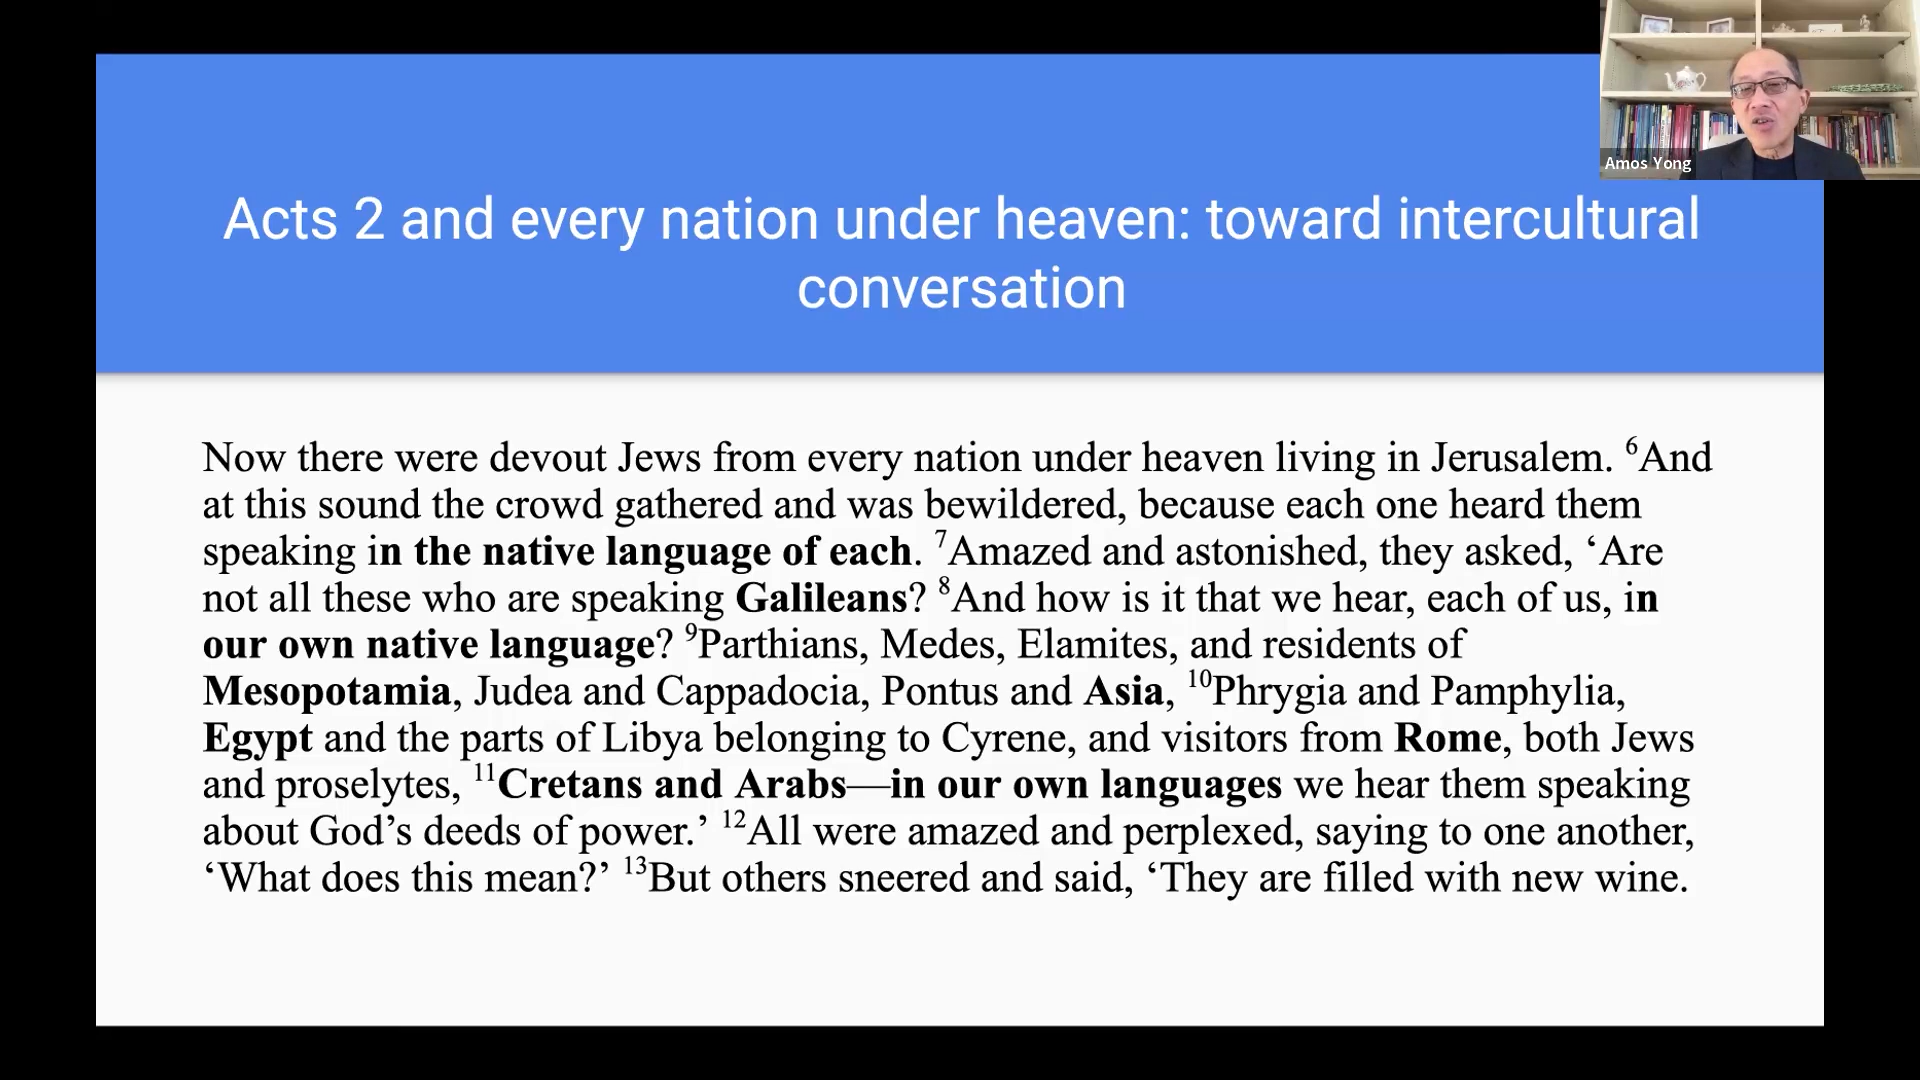 Amos Yong
Acts 2 and every nation under heaven: toward intercultural
conversation
Now there were devout Jews from every nation under heaven living in Jerusalem. ⁶And
at this sound the crowd gathered and was bewildered, because each one heard them
speaking in the native language of each. ⁷Amazed and astonished, they asked, ‘Are
not all these who are speaking Galileans? ⁸And how is it that we hear, each of us, in
our own native language? ⁹Parthians, Medes, Elamites, and residents of
Mesopotamia, Judea and Cappadocia, Pontus and Asia, ¹⁰Phrygia and Pamphylia,
Egypt and the parts of Libya belonging to Cyrene, and visitors from Rome, both Jews
and proselytes, ¹¹Cretans and Arabs—in our own languages we hear them speaking
about God’s deeds of power.’ ¹²All were amazed and perplexed, saying to one another,
‘What does this mean?’ ¹³But others sneered and said, ‘They are filled with new wine.